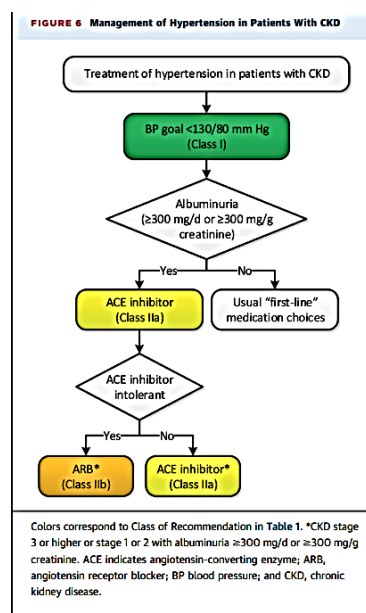 FIGURE 6 Management of Hypertension in Patients With CKD
Treatment of hypertension in patients with CKD
BP goal <130/80 mm Hg
(Class I)
Albuminuria
(≥300 mg/d or ≥300 mg/g
creatinine)
Yes
No
ACE inhibitor
(Class IIa)
Usual “first-line”
medication choices
ACE inhibitor
intolerant
Yes
No
ARB*
(Class IIb)
ACE inhibitor*
(Class IIa)
Colors correspond to Class of Recommendation in Table 1. *CKD stage
3 or higher or stage 1 or 2 with albuminuria ≥300 mg/d or ≥300 mg/g
creatinine. ACE indicates angiotensin-converting enzyme; ARB,
angiotensin receptor blocker; BP blood pressure; and CKD, chronic
kidney disease.